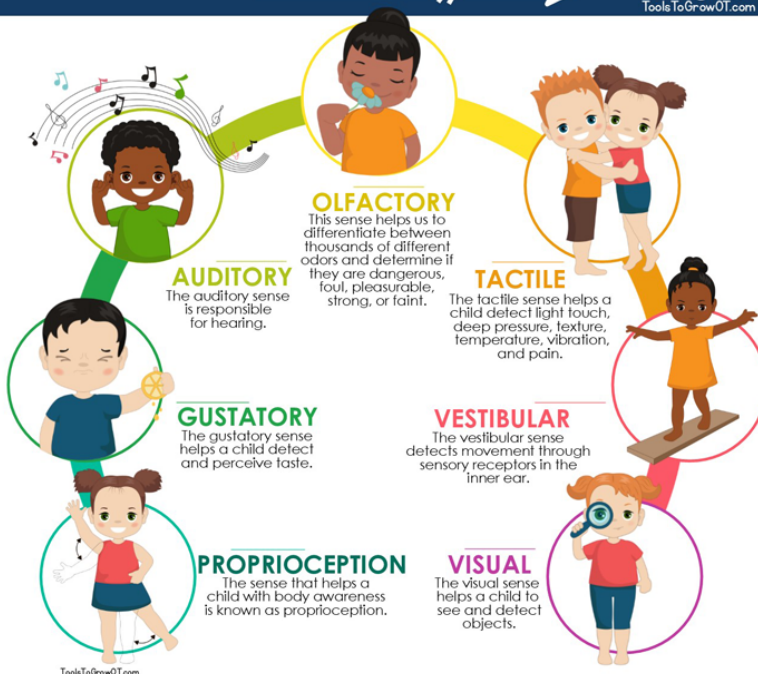 ToolsToGrowOT.com
OLFACTORY
This sense helps us to
differentiate between
thousands of different
odors and determine if
they are dangerous,
foul, pleasurable,
strong, or faint.
AUDITORY
The auditory sense
is responsible
for hearing.
TACTILE
The tactile sense helps a
child detect light touch,
deep pressure, texture,
temperature, vibration,
and pain.
GUSTATORY
The gustatory sense
helps a child detect
and perceive taste.
VESTIBULAR
The vestibular sense
detects movement through
sensory receptors in the
inner ear.
PROPRIOCEPTION
The sense that helps a
child with body awareness
is known as proprioception.
VISUAL
The visual sense
helps a child to
see and detect
objects.
ToolsToGrowOT.com